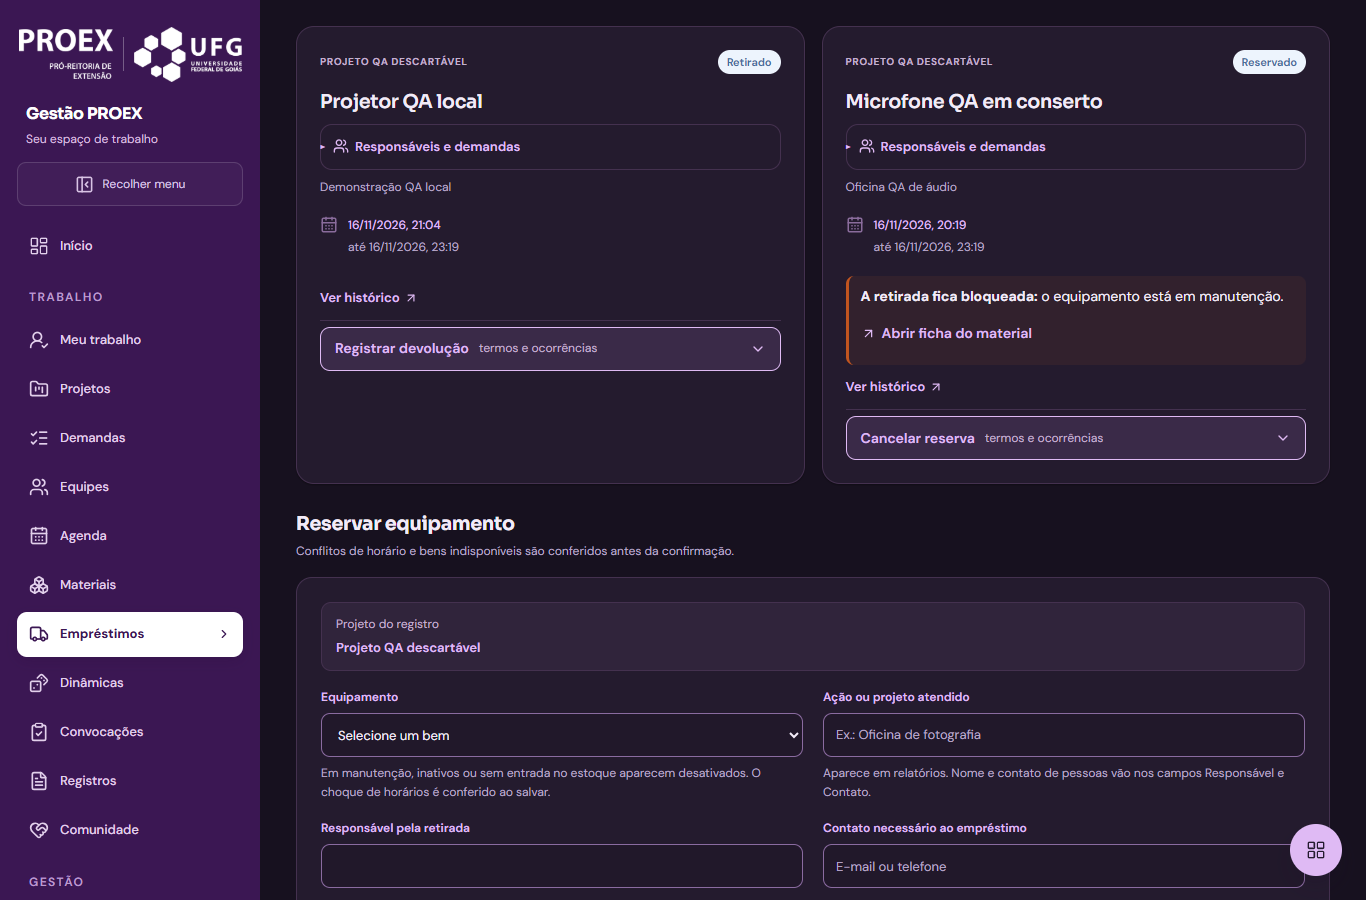 PROEX
PRÓ-REITORIA DE
EXTENSÃO
UFG
UNIVERSIDADE
FEDERAL DE GOIÁS
Gestão PROEX
Seu espaço de trabalho
Recolher menu
Início
TRABALHO
Meu trabalho
Projetos
Demandas
Equipes
Agenda
Materiais
Empréstimos
Dinâmicas
Convocações
Registros
Comunidade
GESTÃO
PROJETO QA DESCARTÁVEL
Retirado
Projetor QA local
Responsáveis e demandas
Demonstração QA local
16/11/2026, 21:04
até 16/11/2026, 23:19
Ver histórico
Registrar devolução termos e ocorrências
PROJETO QA DESCARTÁVEL
Reservado
Microfone QA em conserto
Responsáveis e demandas
Oficina QA de áudio
16/11/2026, 20:19
até 16/11/2026, 23:19
A retirada fica bloqueada: o equipamento está em manutenção.
Abrir ficha do material
Ver histórico
Cancelar reserva termos e ocorrências
Reservar equipamento
Conflitos de horário e bens indisponíveis são conferidos antes da confirmação.
Projeto do registro
Projeto QA descartável
Equipamento
Selecione um bem
Em manutenção, inativos ou sem entrada no estoque aparecem desativados. O
choque de horários é conferido ao salvar.
Ação ou projeto atendido
Ex.: Oficina de fotografia
Aparece em relatórios. Nome e contato de pessoas vão nos campos Responsável e
Contato.
Responsável pela retirada
Contato necessário ao empréstimo
E-mail ou telefone